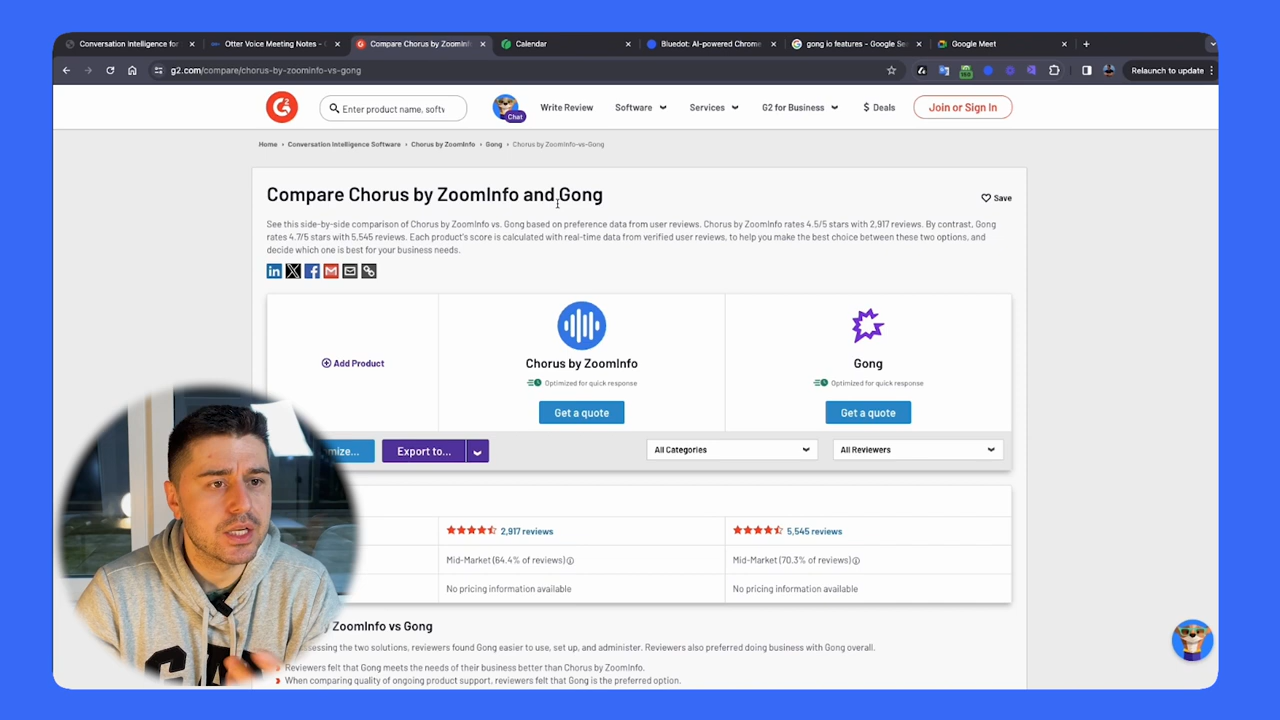 Conversation Intelligence for
Otter Voice Meeting Notes - 
Compare Chorus by ZoomInf
Calendar
Bluedot: AI-powered Chrome
gong io features - Google Se
Google Meet
g2.com/compare/chorus-by-zoominfo-vs-gong
Relaunch to update
Enter product name, softw
Chat
Write Review
Software
Services
G2 for Business
$ Deals
Join or Sign In
Home › Conversation Intelligence Software › Chorus by ZoomInfo › Gong › Chorus by ZoomInfo-vs-Gong
Compare Chorus by ZoomInfo and Gong
Save
See this side-by-side comparison of Chorus by ZoomInfo vs. Gong based on preference data from user reviews. Chorus by ZoomInfo rates 4.5/5 stars with 2,917 reviews. By contrast, Gong
rates 4.7/5 stars with 5,545 reviews. Each product's score is calculated with real-time data from verified user reviews, to help you make the best choice between these two options, and
decide which one is best for your business needs.
Add Product
Chorus by ZoomInfo
Optimized for quick response
Get a quote
Gong
Optimized for quick response
Get a quote
mize...
Export to...
All Categories
All Reviewers
2,917 reviews
5,545 reviews
Mid-Market (64.4% of reviews)
Mid-Market (70.3% of reviews)
No pricing information available
No pricing information available
ZoomInfo vs Gong
assessing the two solutions, reviewers found Gong easier to use, set up, and administer. Reviewers also preferred doing business with Gong overall.
Reviewers felt that Gong meets the needs of their business better than Chorus by ZoomInfo.
When comparing quality of ongoing product support, reviewers felt that Gong is the preferred option.